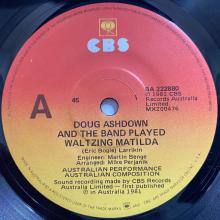 CBS
A
45
BA 222880
℗ 1981 CBS
Records Australia
Limited
MX200476
DOUG ASHDOWN
AND THE BAND PLAYED
WALTZING MATILDA
(Eric Bogle) Larrikin
Engineer: Martin Benge
Arranger: Mike Perjanik
AUSTRALIAN PERFORMANCE
AUSTRALIAN COMPOSITION
Sound recording made by CBS Records
Australia Limited — first published
in Australia 1981